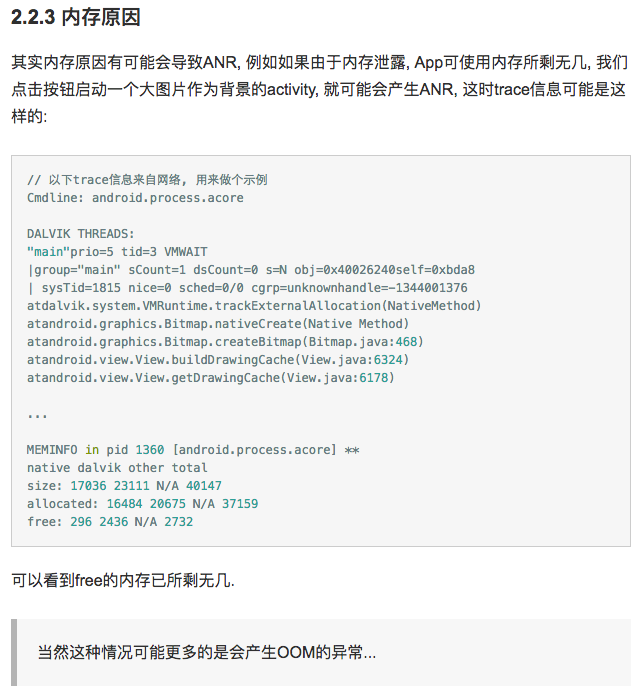 2.2.3 内存原因
其实内存原因有可能会导致ANR, 例如如果由于内存泄露, App可使用内存所剩无几, 我们
点击按钮启动一个大图片作为背景的activity, 就可能会产生ANR, 这时trace信息可能是这
样的:
// 以下trace信息来自网络, 用来做个示例
Cmdline: android.process.acore
DALVIK THREADS:
"main"prio=5 tid=3 VMWAIT
|group="main" sCount=1 dsCount=0 s=N obj=0x40026240self=0xbda8
| sysTid=1815 nice=0 sched=0/0 cgrp=unknownhandle=-1344001376
atdalvik.system.VMRuntime.trackExternalAllocation(NativeMethod)
atandroid.graphics.Bitmap.nativeCreate(Native Method)
atandroid.graphics.Bitmap.createBitmap(Bitmap.java:468)
atandroid.view.View.buildDrawingCache(View.java:6324)
atandroid.view.View.getDrawingCache(View.java:6178)
...
MEMINFO in pid 1360 [android.process.acore] **
native dalvik other total
size: 17036 23111 N/A 40147
allocated: 16484 20675 N/A 37159
free: 296 2436 N/A 2732
可以看到free的内存已所剩无几.
当然这种情况可能更多的是会产生OOM的异常...